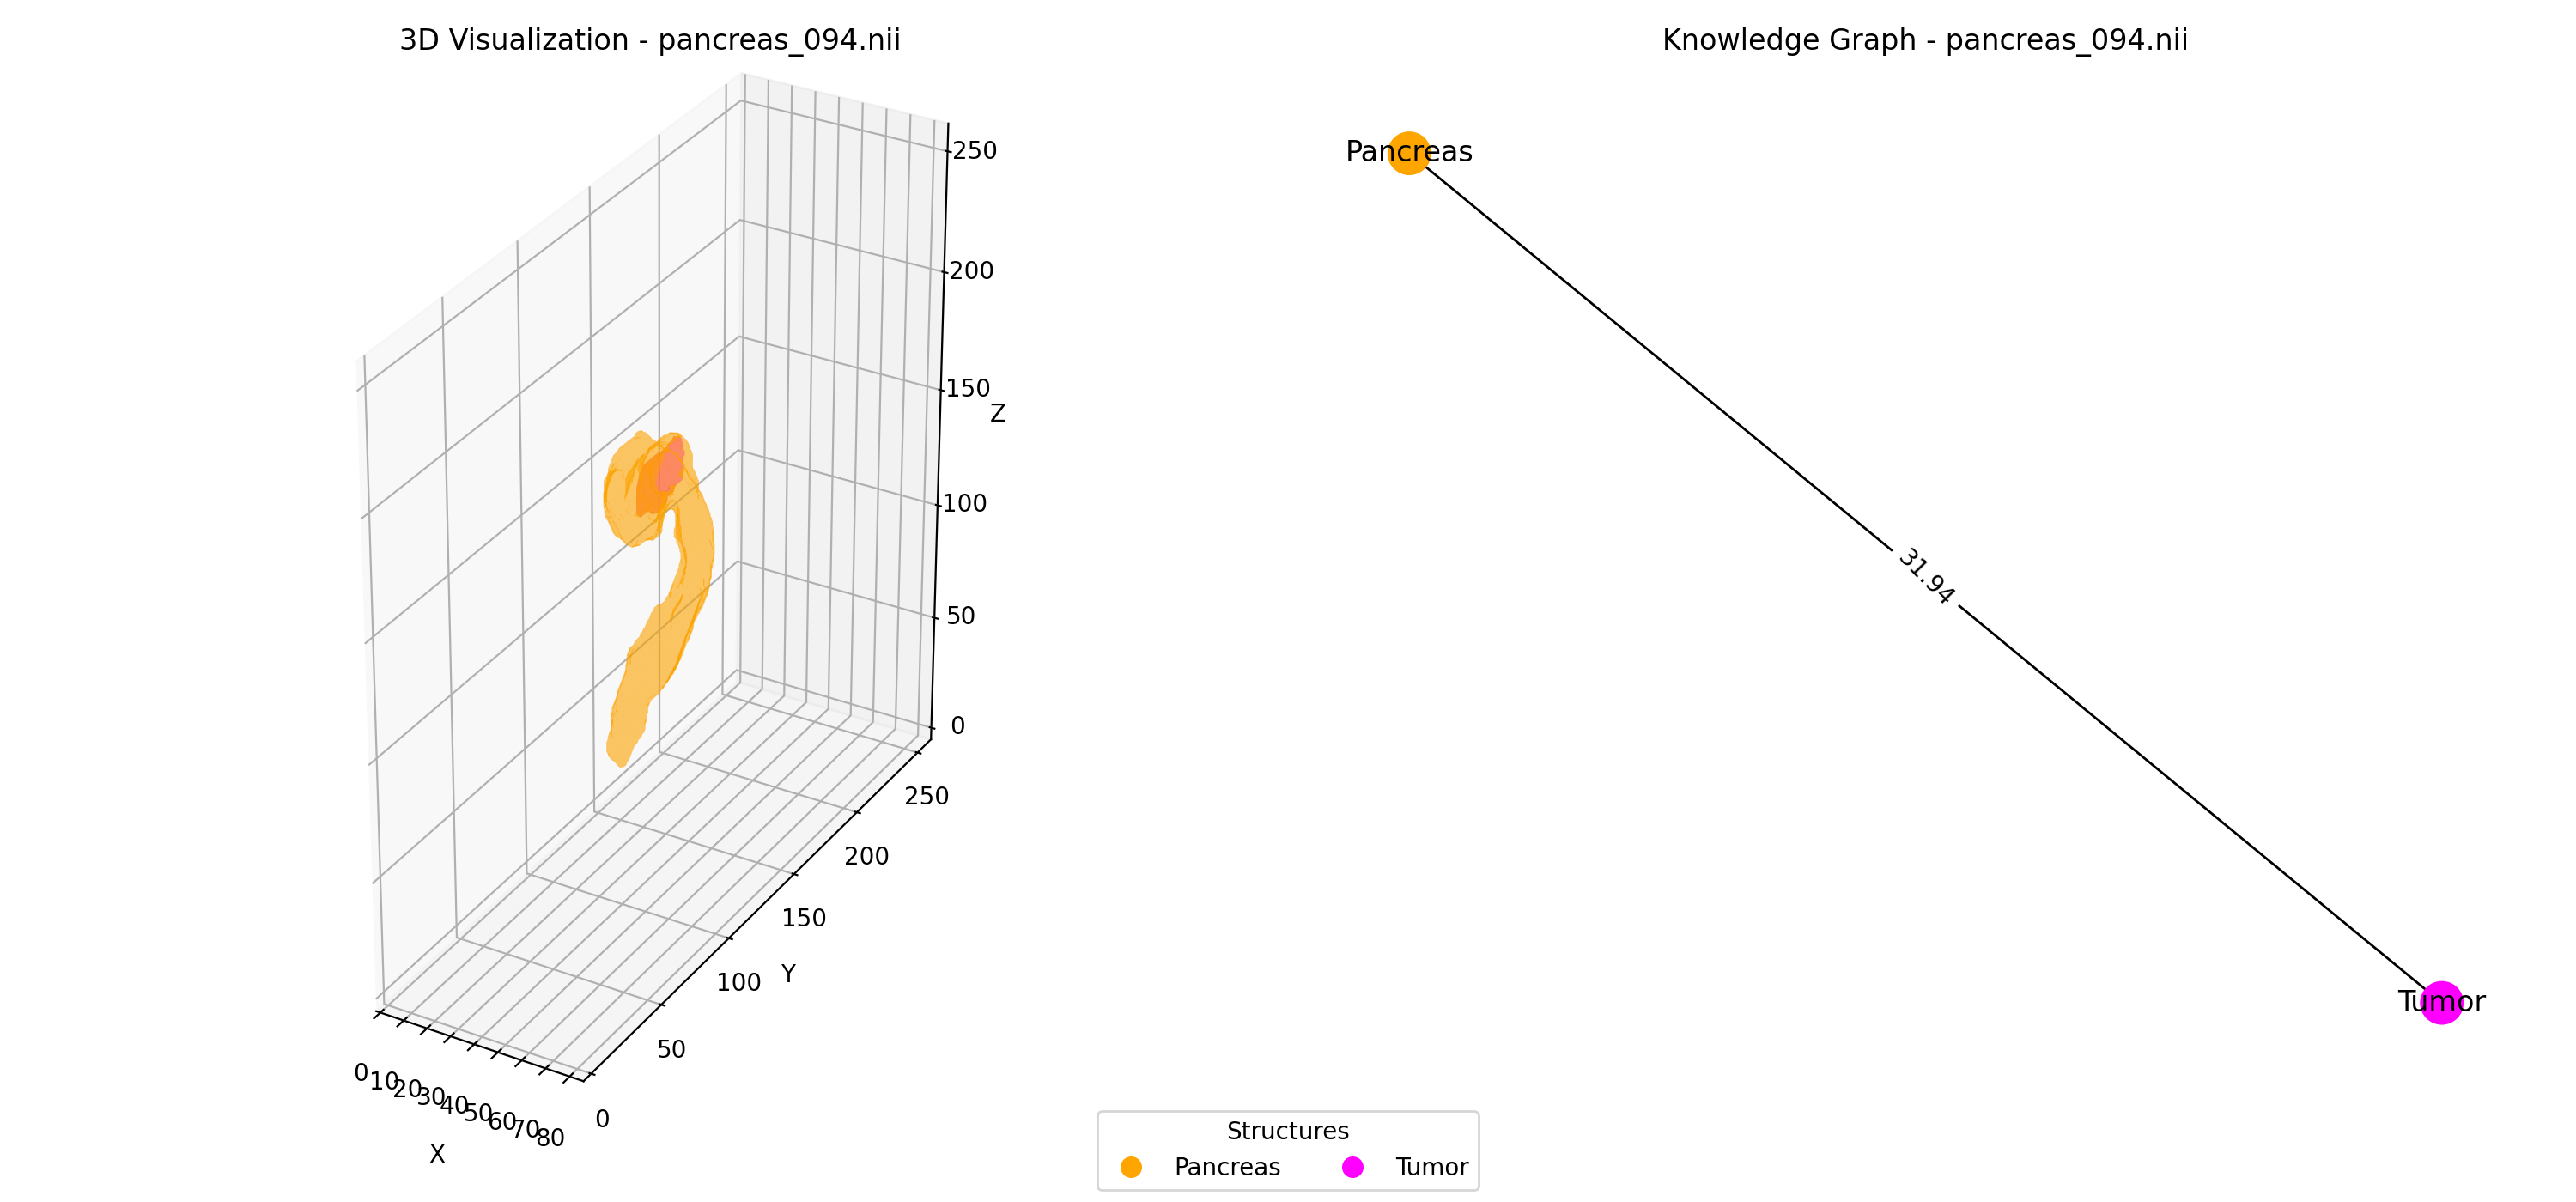 3D Visualization - pancreas_094.nii
Knowledge Graph - pancreas_094.nii
250
200
150
Z
100
50
0
250
200
150
100
Y
50
0
0
10
20
30
40
50
60
70
80
X
Pancreas
31.94
Tumor
Structures
Pancreas
Tumor